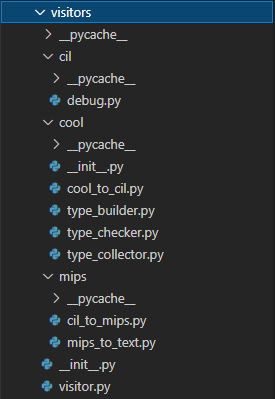 visitors
__pycache__
cil
__pycache__
debug.py
cool
__pycache__
__init__.py
cool_to_cil.py
type_builder.py
type_checker.py
type_collector.py
mips
__pycache__
cil_to_mips.py
mips_to_text.py
__init__.py
visitor.py